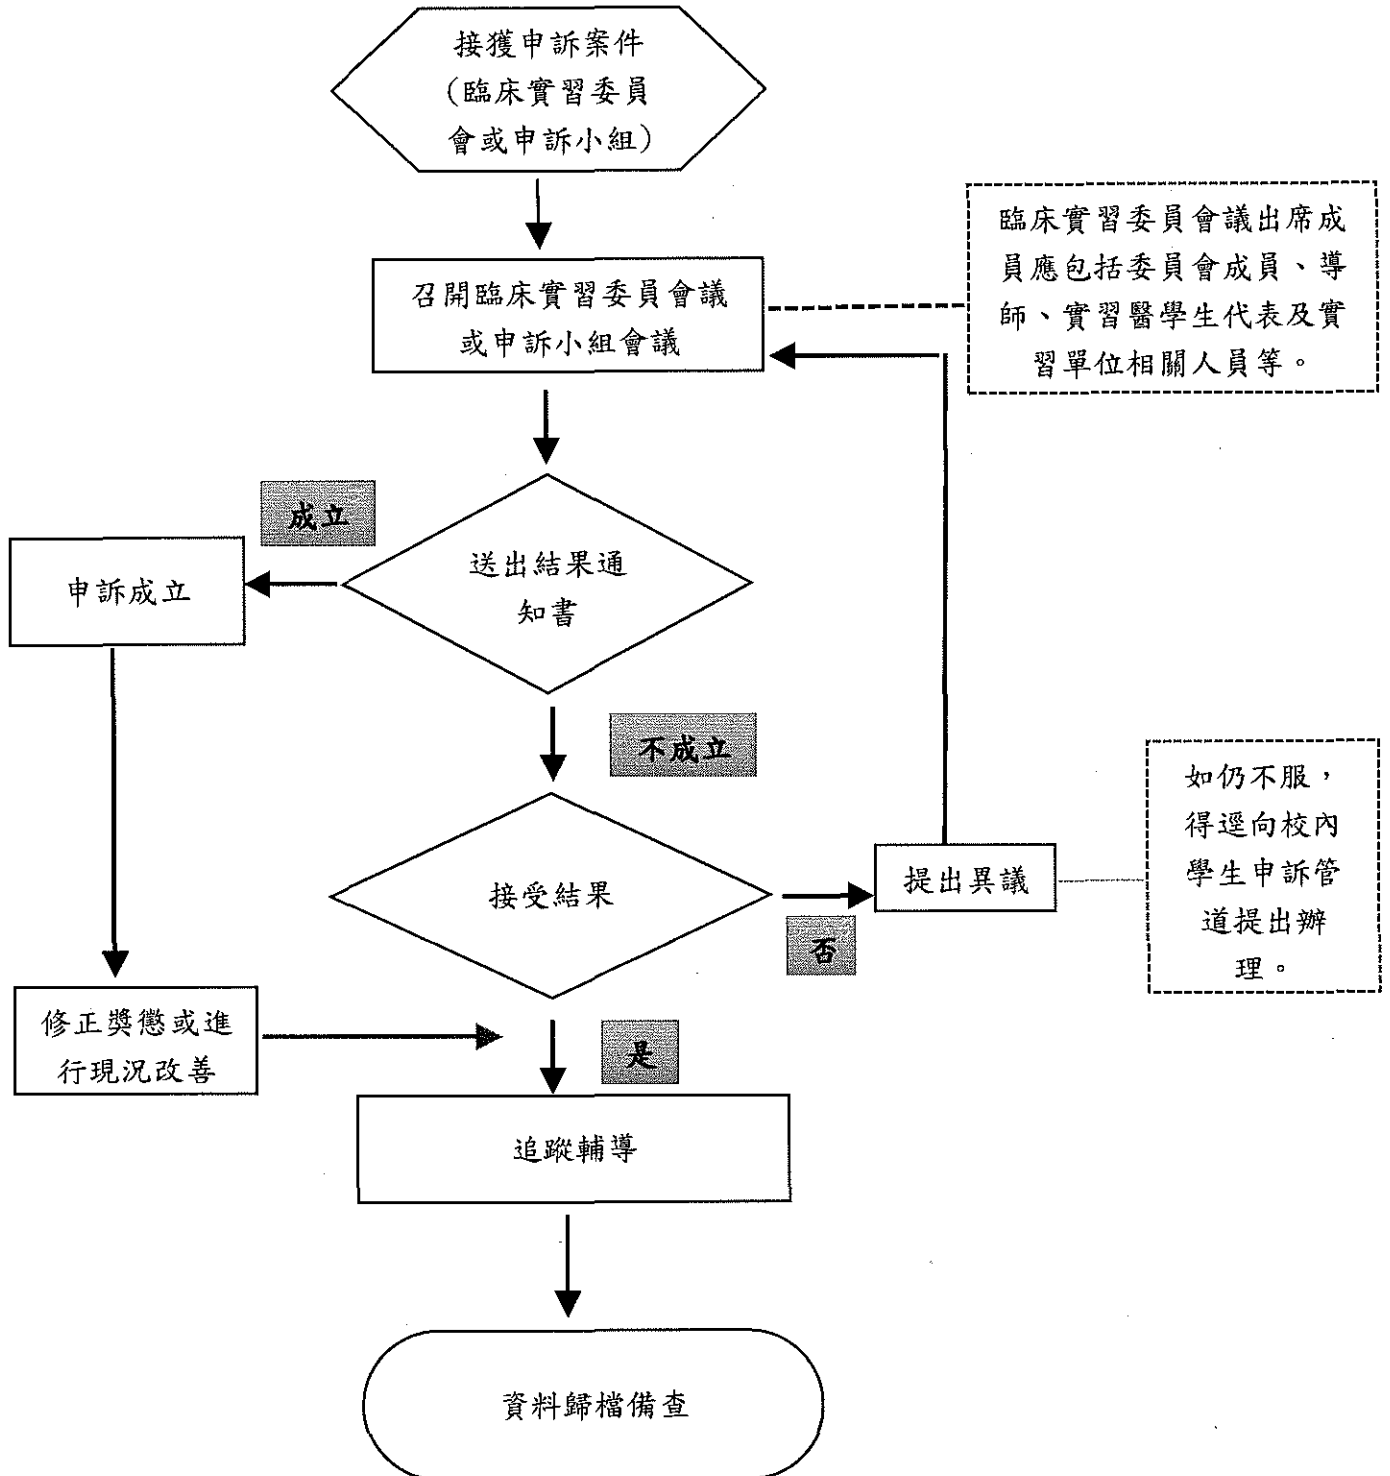 接獲申訴案件
(臨床實習委員
會或申訴小組)
臨床實習委員會議出席成
員應包括委員會成員、導
師、實習醫學生代表及實
習單位相關人員等。
召開臨床實習委員會議
或申訴小組會議
成立
送出結果通
知書
申訴成立
不成立
如仍不服，
得逕向校內
學生申訴管
道提出辦
理。
接受結果
提出異議
否
修正獎懲或進
行現況改善
是
追蹤輔導
資料歸檔備查